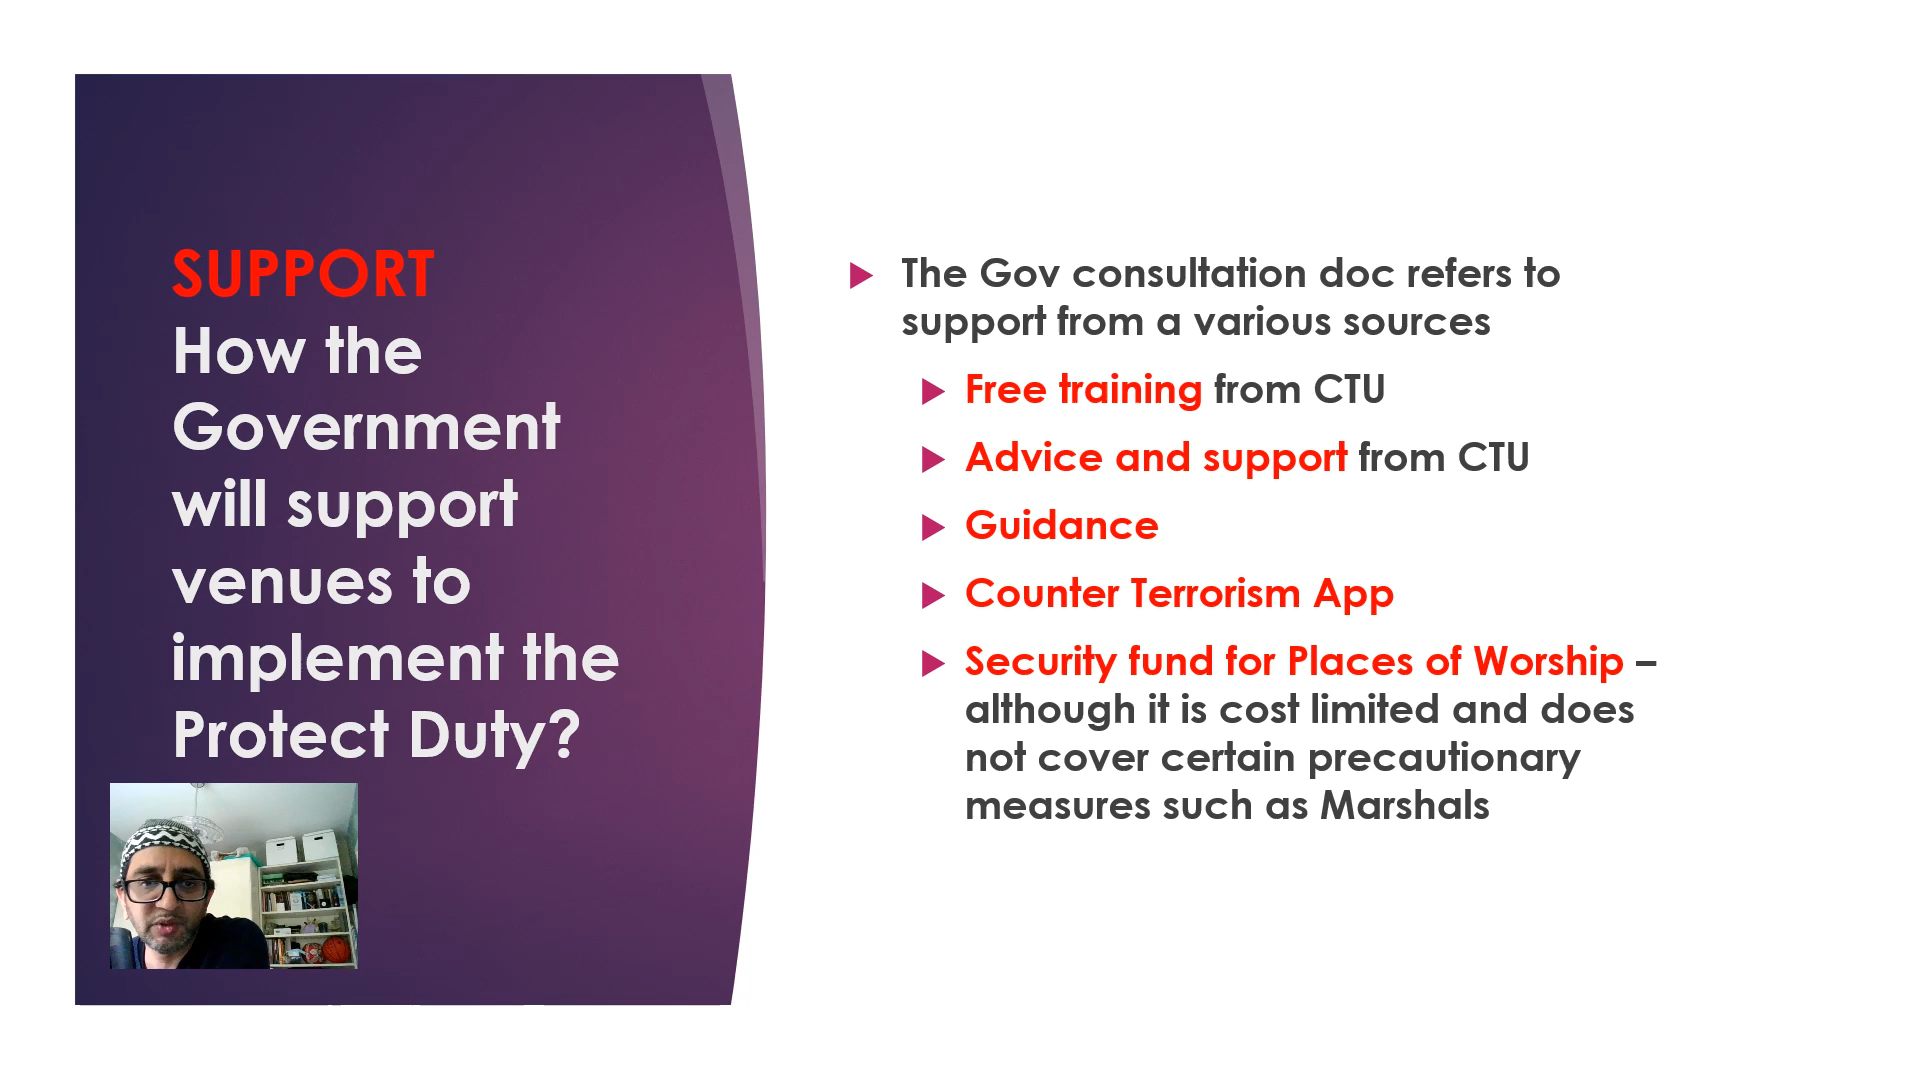 SUPPORT
How the
Government
will support
venues to
implement the
Protect Duty?
The Gov consultation doc refers to
support from a various sources
Free training from CTU
Advice and support from CTU
Guidance
Counter Terrorism App
Security fund for Places of Worship –
although it is cost limited and does
not cover certain precautionary
measures such as Marshals